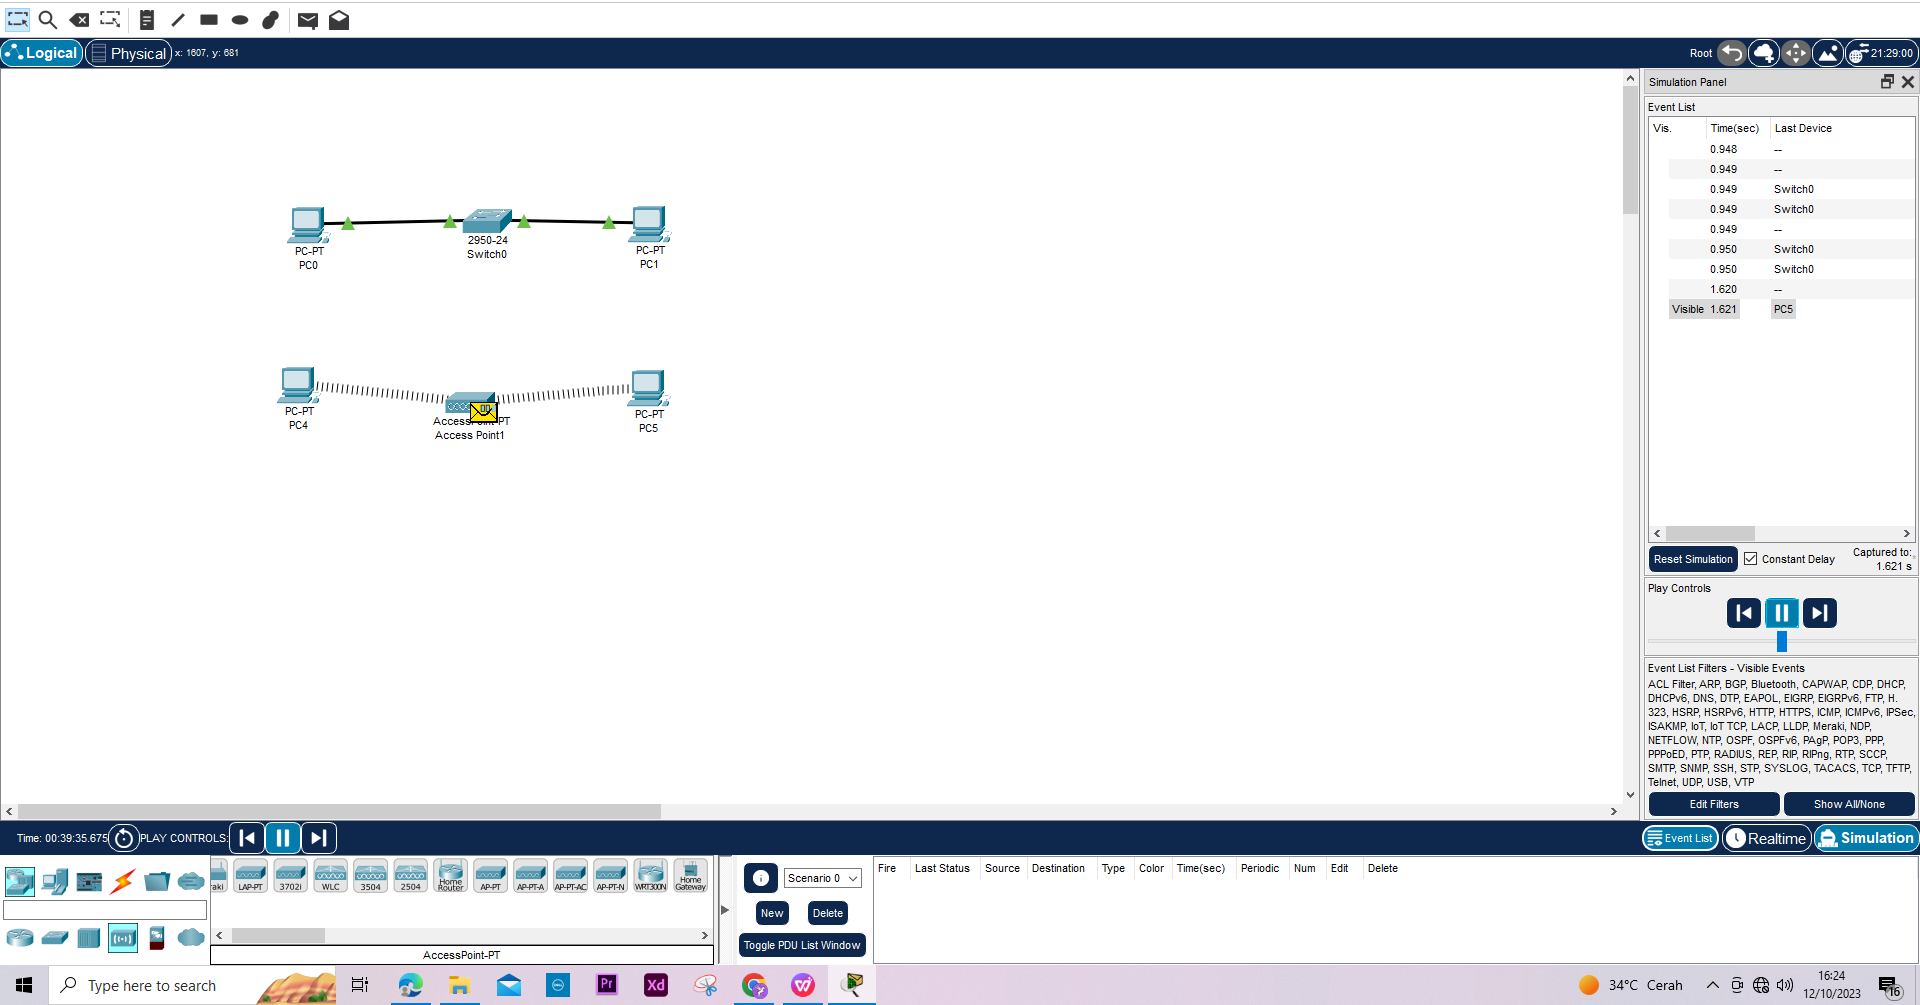 Logical
Physical
x: 1607, y: 681
Root
21:29:00
Simulation Panel
Event List
Vis.
Time(sec)
Last Device
0.948
--
0.949
--
0.949
Switch0
0.949
Switch0
0.949
--
0.950
Switch0
0.950
Switch0
1.620
--
Visible
1.621
PC5
PC-PT
PC0
2950-24
Switch0
PC-PT
PC1
PC-PT
PC4
Access Point1
PC-PT
PC5
Reset Simulation
Constant Delay
Captured to:
1.621 s
Play Controls
Event List Filters - Visible Events
ACL Filter, ARP, BGP, Bluetooth, CAPWAP, CDP, DHCP,
DHCPv6, DNS, DTP, EAPOL, EIGRP, EIGRPv6, FTP, H.
323, HSRP, HSRPv6, HTTP, HTTPS, ICMP, ICMPv6, IPSec,
ISAKMP, IoT, IoT TCP, LACP, LLDP, Meraki, NDP,
NETFLOW, NTP, OSPF, OSPFv6, PAgP, POP3, PPP,
PPPoED, PTP, RADIUS, REP, RIP, RIPng, RTP, SCCP,
SMTP, SNMP, SSH, STP, SYSLOG, TACACS, TCP, TFTP,
Telnet, UDP, USB, VTP
Edit Filters
Show All/None
Time: 00:39:35.675
PLAY CONTROLS:
Event List
Realtime
Simulation
raki
LAP-PT
3702i
WLC
3504
2504
Home Router
AP-PT
AP-PT-A
AP-PT-AC
AP-PT-N
WRT300N
Home Gateway
AccessPoint-PT
Scenario 0
New
Delete
Toggle PDU List Window
Fire
Last Status
Source
Destination
Type
Color
Time(sec)
Periodic
Num
Edit
Delete
Type here to search
Pr
Xd
34°C Cerah
16:24
12/10/2023
16